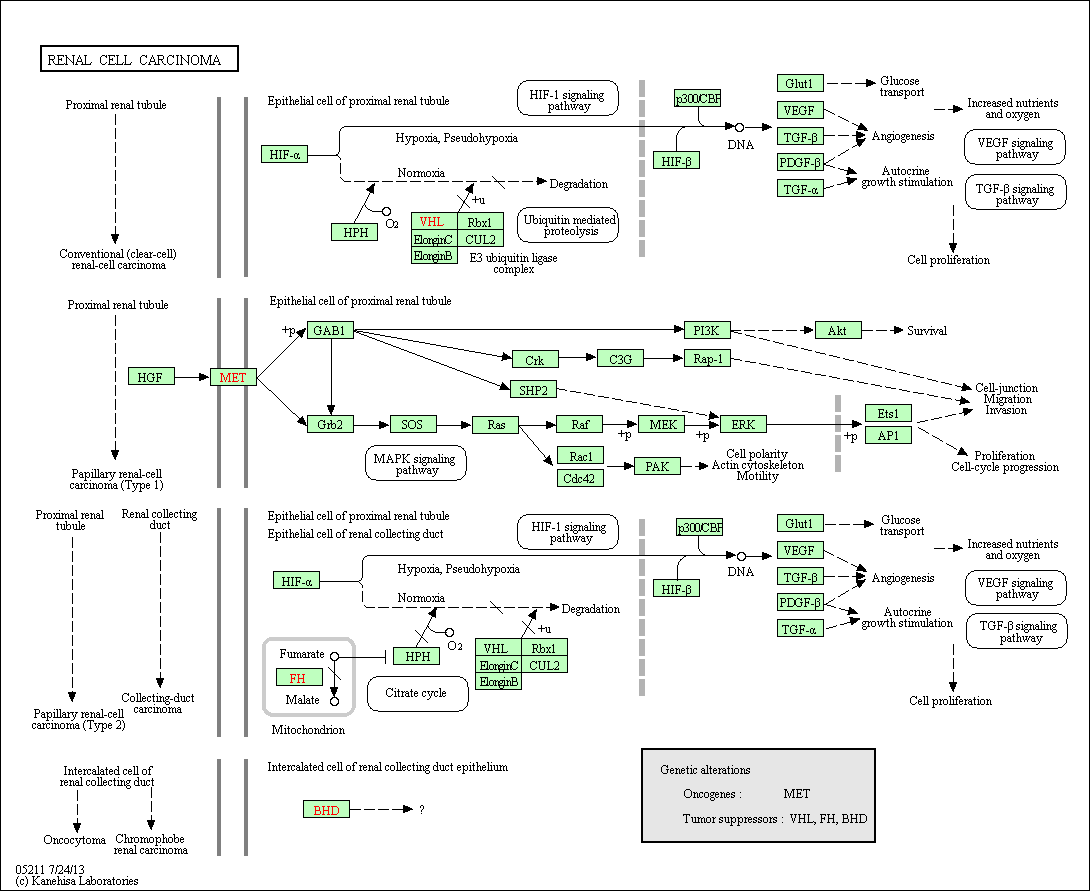 RENAL CELL CARCINOMA
Proximal renal tubule
Conventional (clear-cell)
renal-cell carcinoma
Epithelial cell of proximal renal tubule
HIF-1 signaling
pathway
HIF-α
Hypoxia, Pseudohypoxia
Normoxia
Degradation
HPH
O2
+u
VHL
Rbx1
ElonginC
CUL2
ElonginB
E3 ubiquitin ligase
complex
Ubiquitin mediated
proteolysis
p300/CBP
HIF-β
DNA
Glut1
VEGF
TGF-β
PDGF-β
TGF-α
Glucose
transport
Angiogenesis
Autocrine
growth stimulation
Increased nutrients
and oxygen
VEGF signaling
pathway
TGF-β signaling
pathway
Cell proliferation
Proximal renal tubule
Papillary renal-cell
carcinoma (Type 1)
Epithelial cell of proximal renal tubule
HGF
MET
+p
GAB1
PI3K
Akt
Survival
Crk
C3G
Rap-1
SHP2
Cell-junction
Migration
Invasion
Grb2
SOS
Ras
Raf
+p
MEK
+p
ERK
+p
Ets1
AP1
MAPK signaling
pathway
Rac1
Cdc42
PAK
Cell polarity
Actin cytoskeleton
Motility
Proliferation
Cell-cycle progression
Proximal renal
tubule
Renal collecting
duct
Papillary renal-cell
carcinoma (Type 2)
Collecting-duct
carcinoma
Epithelial cell of proximal renal tubule
Epithelial cell of renal collecting duct
HIF-1 signaling
pathway
HIF-α
Hypoxia, Pseudohypoxia
Normoxia
Degradation
HPH
O2
+u
VHL
Rbx1
ElonginC
CUL2
ElonginB
Fumarate
FH
Malate
Mitochondrion
Citrate cycle
p300/CBP
HIF-β
DNA
Glut1
VEGF
TGF-β
PDGF-β
TGF-α
Glucose
transport
Angiogenesis
Autocrine
growth stimulation
Increased nutrients
and oxygen
VEGF signaling
pathway
TGF-β signaling
pathway
Cell proliferation
Intercalated cell of
renal collecting duct
Oncocytoma
Chromophobe
renal carcinoma
Intercalated cell of renal collecting duct epithelium
BHD
?
Genetic alterations
Oncogenes : MET
Tumor suppressors : VHL, FH, BHD
05211 7/24/13
(c) Kanehisa Laboratories